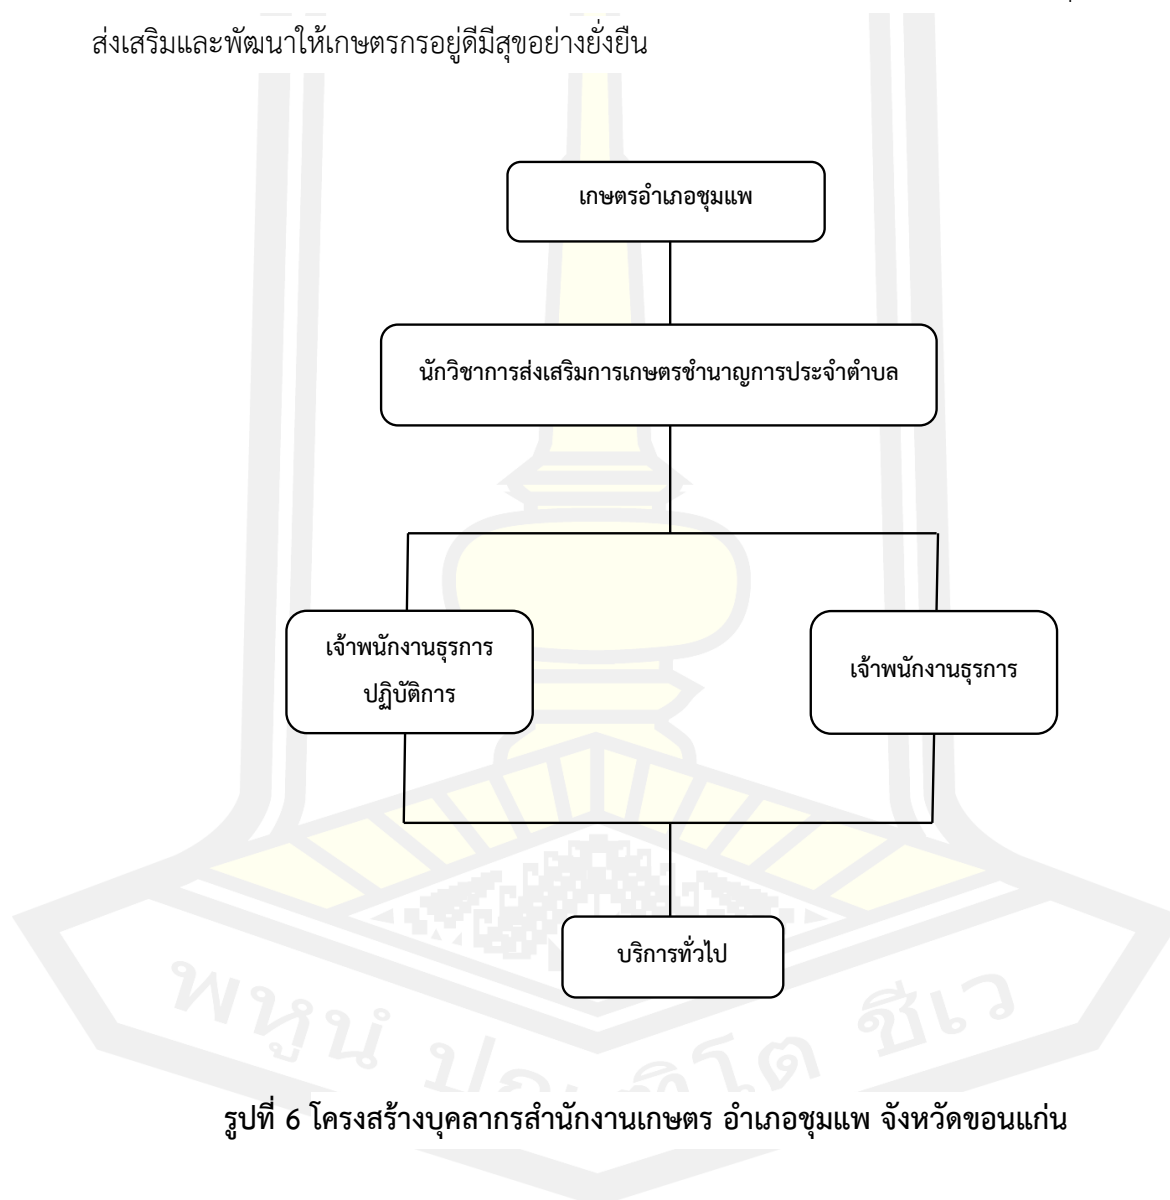 ส่งเสริมและพัฒนาให้เกษตรกรอยู่ดีมีสุขอย่างยั่งยืน
เกษตรอำเภอชุมแพ
นักวิชาการส่งเสริมการเกษตรชำนาญการประจำตำบล
เจ้าพนักงานธุรการ
ปฏิบัติการ
เจ้าพนักงานธุรการ
บริการทั่วไป
พหูนํ
ชีเว
รูปที่ 6 โครงสร้างบุคลากรสำนักงานเกษตร อำเภอชุมแพ จังหวัดขอนแก่น